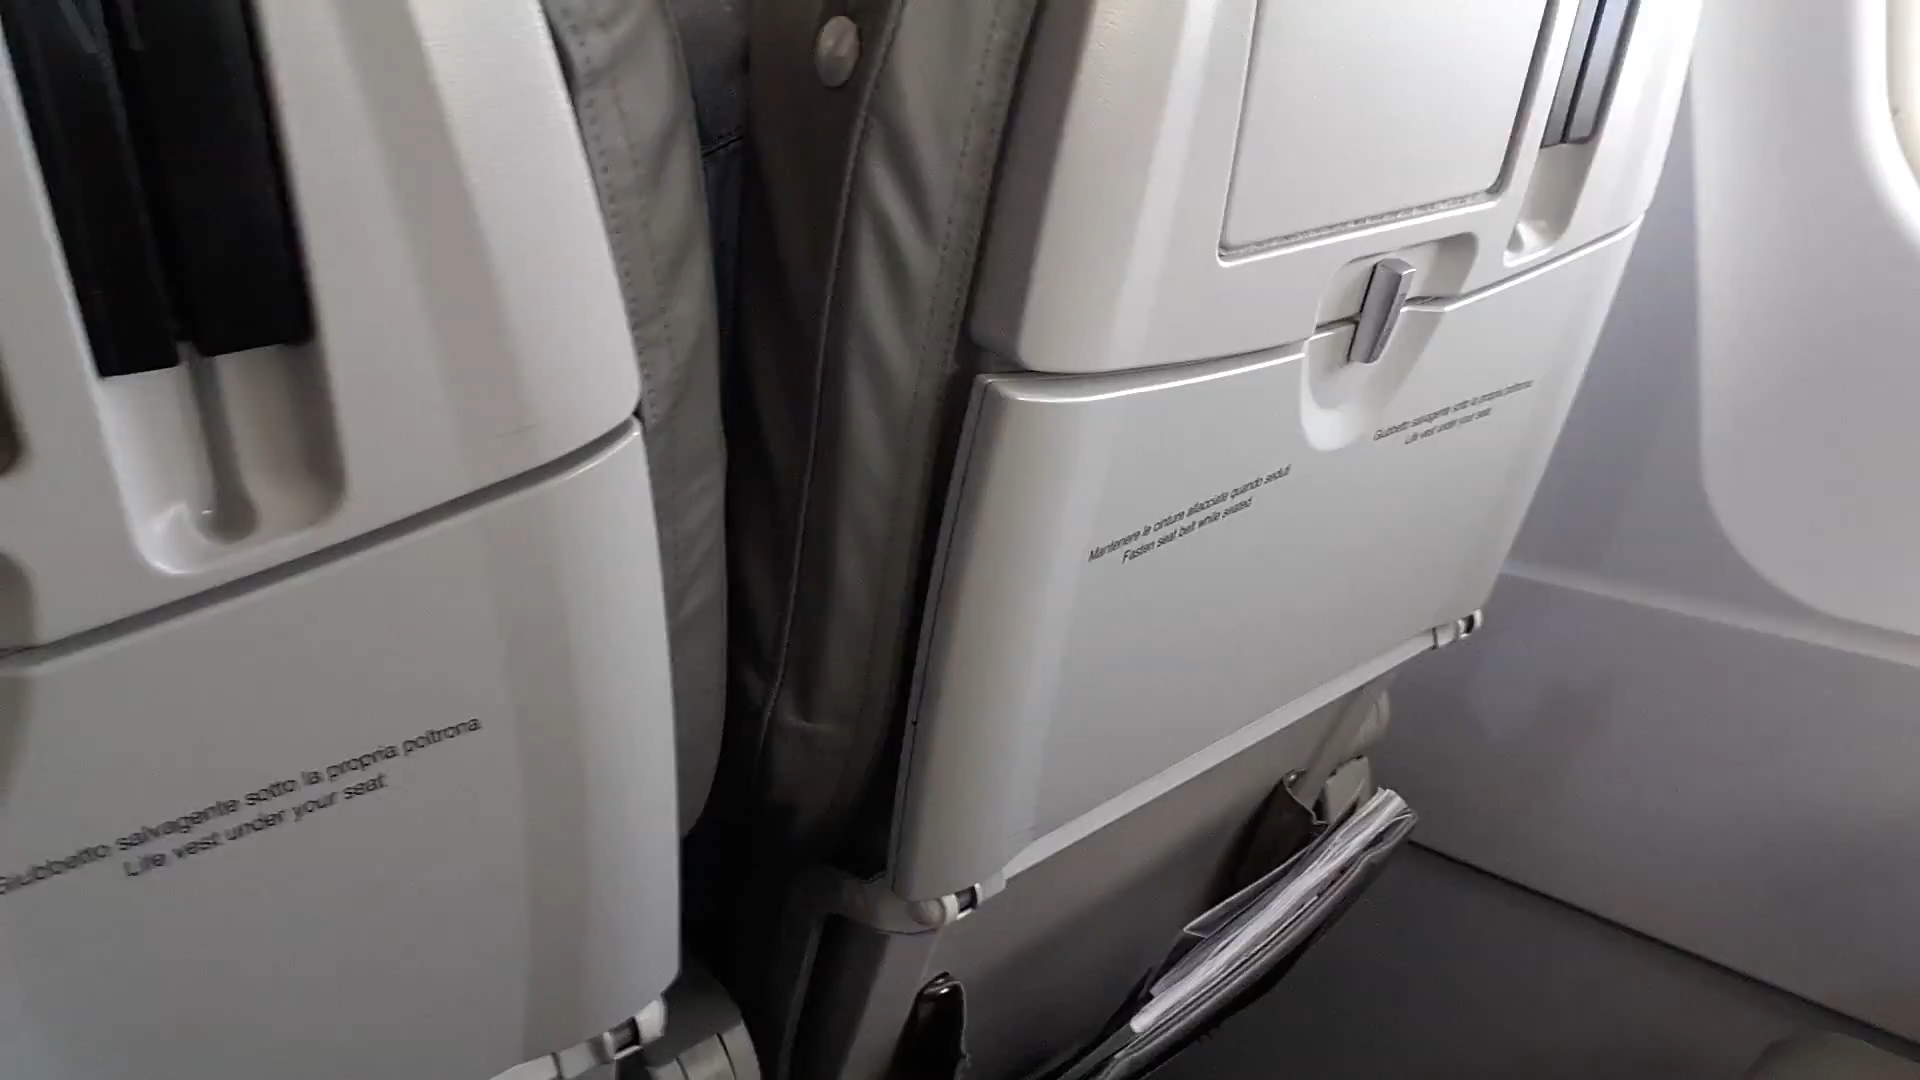 Giubbetto salvagente sotto la propria poltrona
Life vest under your seat
Mantenere le cinture allacciate quando seduti
Fasten seat belt while seated
Giubbetto salvagente sotto la propria poltrona
Life vest under your seat